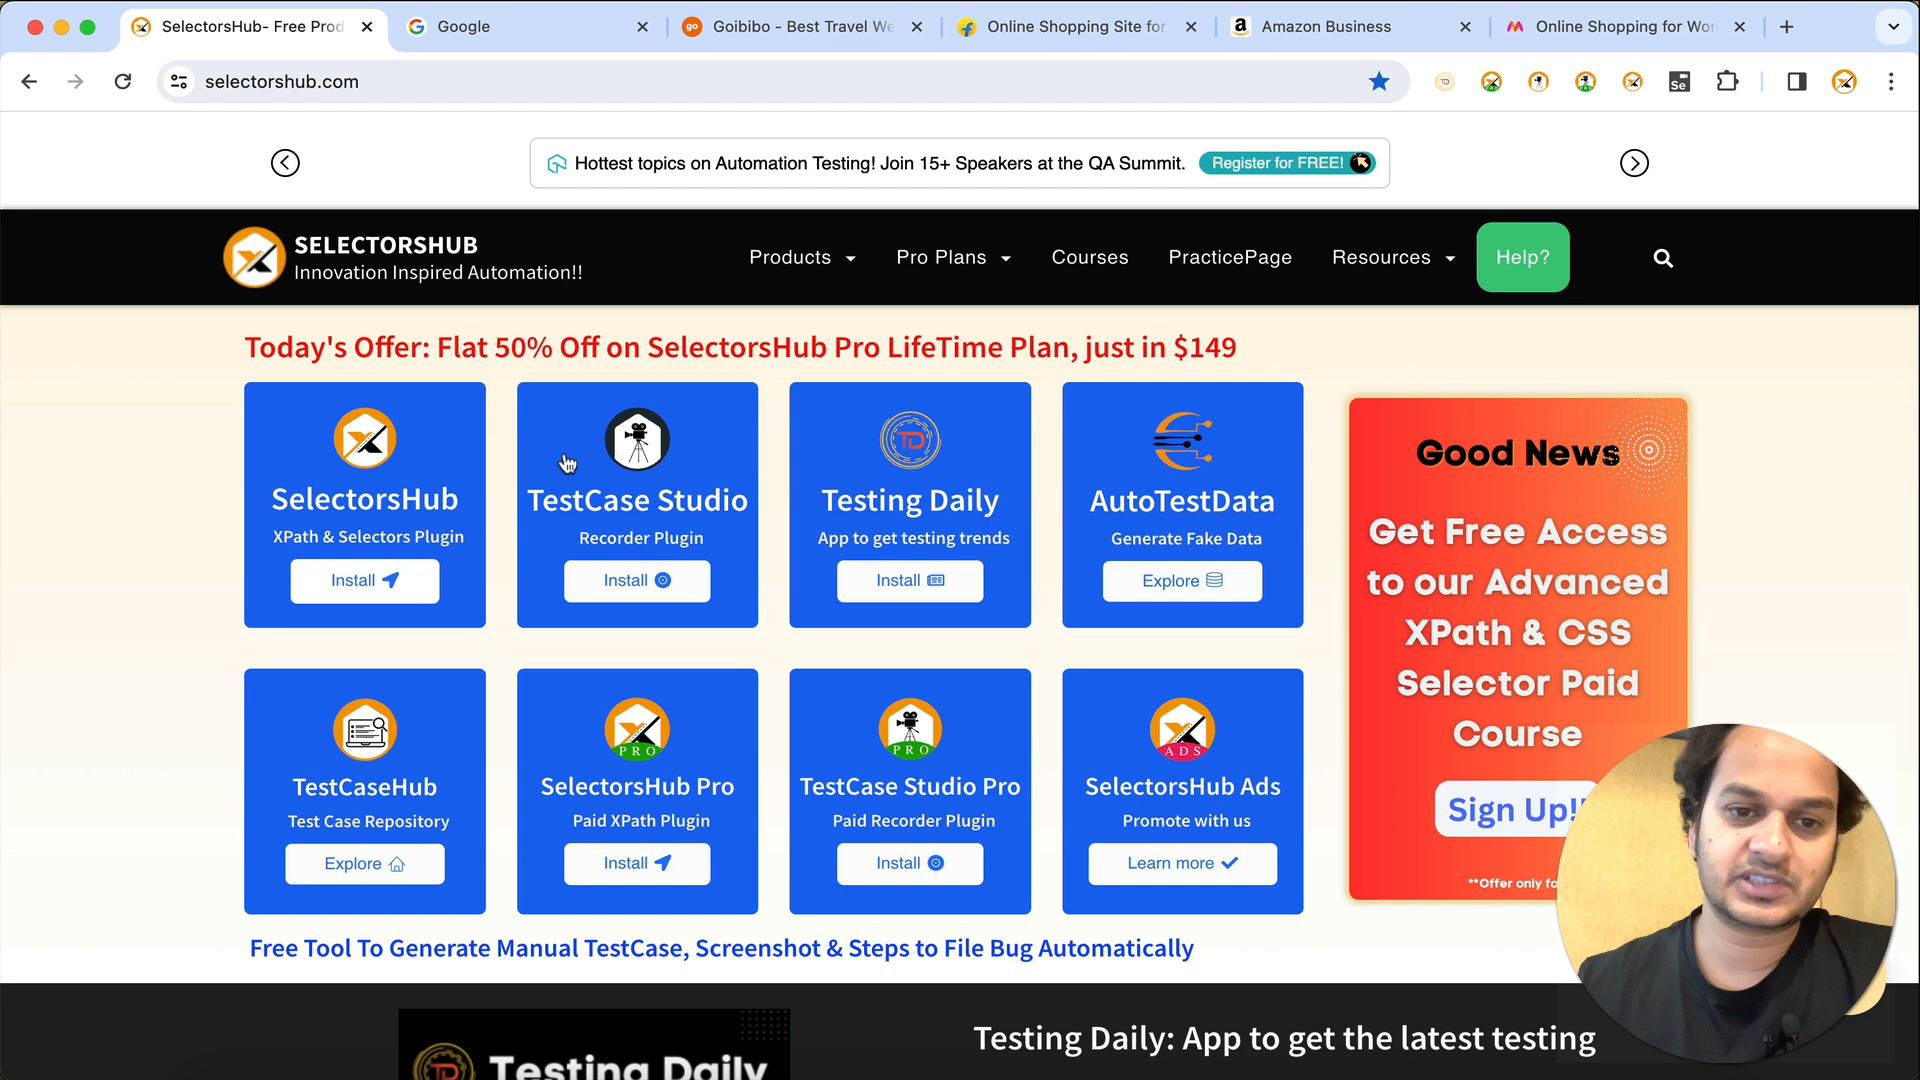 SelectorsHub- Free Prod
Google
Goibibo - Best Travel We
Online Shopping Site for
Amazon Business
Online Shopping for Wom
selectorshub.com
Hottest topics on Automation Testing! Join 15+ Speakers at the QA Summit.
Register for FREE!
SELECTORSHUB
Innovation Inspired Automation!!
Products
Pro Plans
Courses
PracticePage
Resources
Help?
Today's Offer: Flat 50% Off on SelectorsHub Pro LifeTime Plan, just in $149
SelectorsHub
XPath & Selectors Plugin
Install
TestCase Studio
Recorder Plugin
Install
TD
Testing Daily
App to get testing trends
Install
AutoTestData
Generate Fake Data
Explore
TestCaseHub
Test Case Repository
Explore
PRO
SelectorsHub Pro
Paid XPath Plugin
Install
PRO
TestCase Studio Pro
Paid Recorder Plugin
Install
ADS
SelectorsHub Ads
Promote with us
Learn more
Good News
Get Free Access
to our Advanced
XPath & CSS
Selector Paid
Course
Sign Up!!
**Offer only fo
Free Tool To Generate Manual TestCase, Screenshot & Steps to File Bug Automatically
Testing Daily
Testing Daily: App to get the latest testing